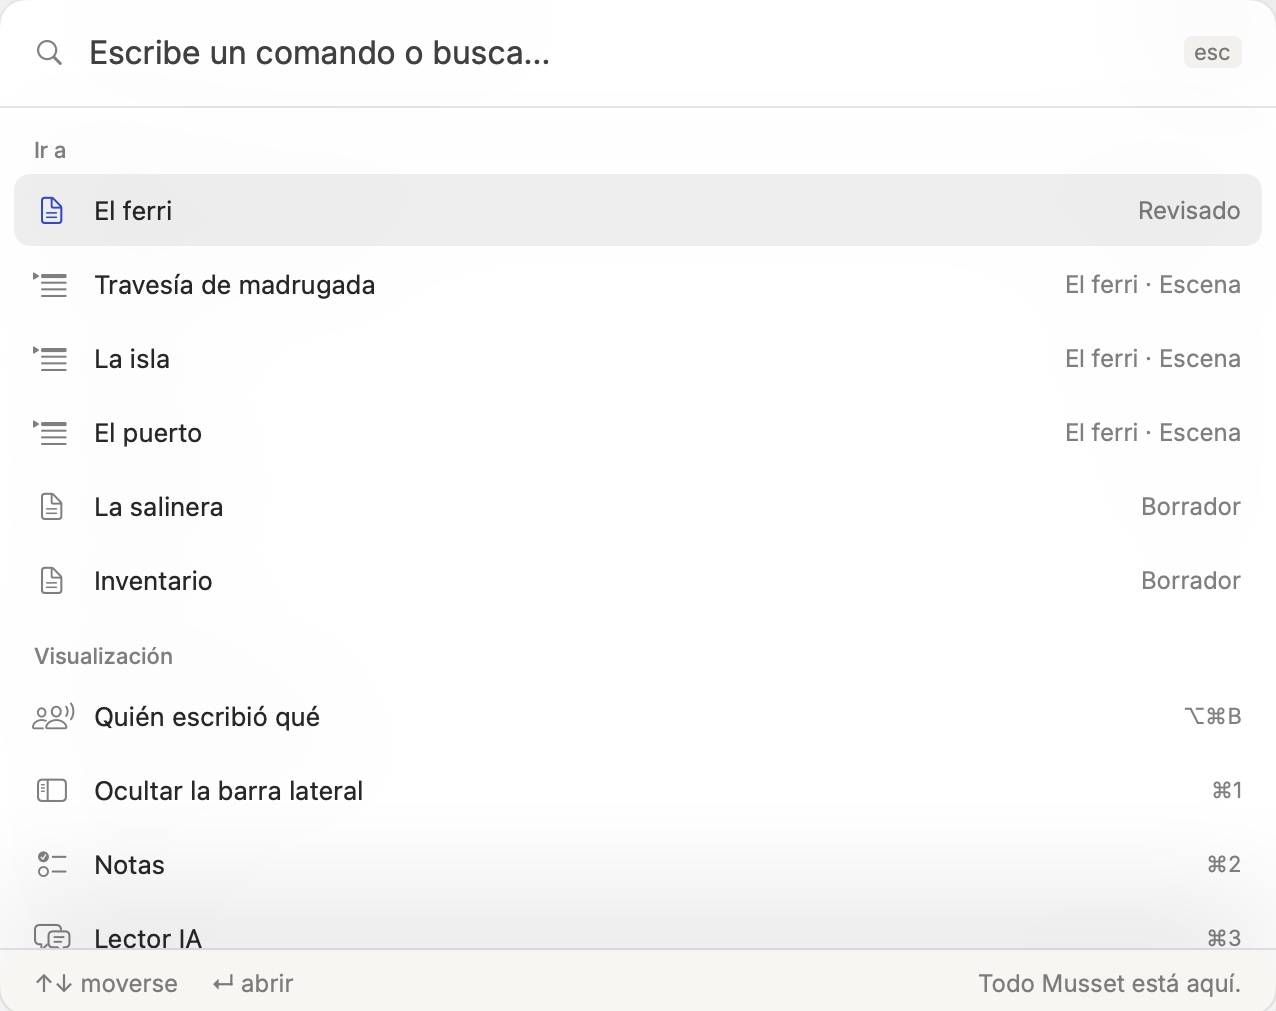 Escribe un comando o busca...
esc
Ir a
El ferri Revisado
Travesía de madrugada El ferri · Escena
La isla El ferri · Escena
El puerto El ferri · Escena
La salinera Borrador
Inventario Borrador
Visualización
Quién escribió qué ⌥⌘B
Ocultar la barra lateral ⌘1
Notas ⌘2
Lector IA ⌘3
↑↓ moverse ↵ abrir Todo Musset está aquí.